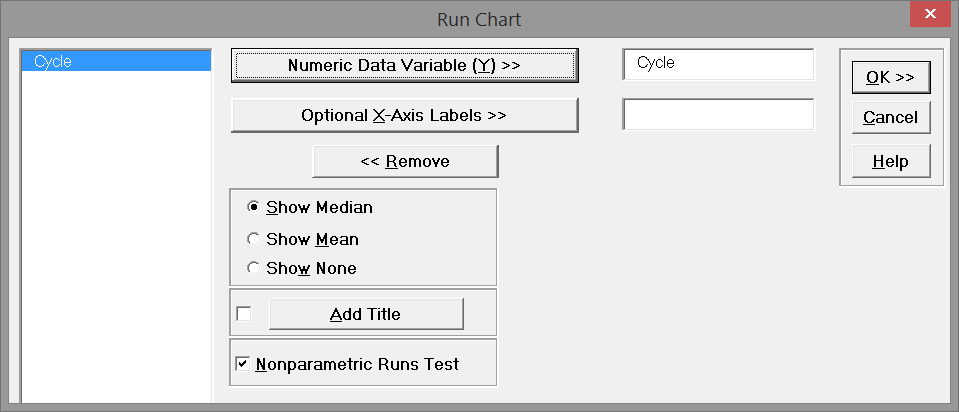 Run Chart
Cycle
Numeric Data Variable (Y) >>
Cycle
OK >>
Optional X-Axis Labels >>
Cancel
<< Remove
Help
Show Median
Show Mean
Show None
Add Title
Nonparametric Runs Test